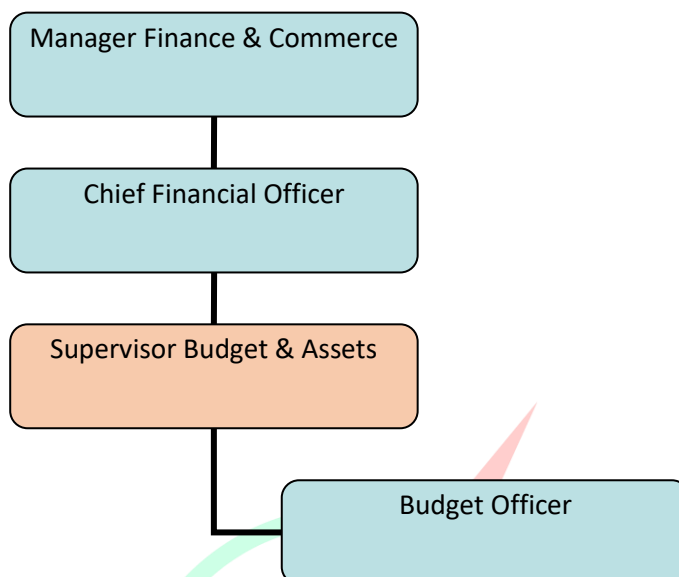 Manager Finance & Commerce
Chief Financial Officer
Supervisor Budget & Assets
Budget Officer